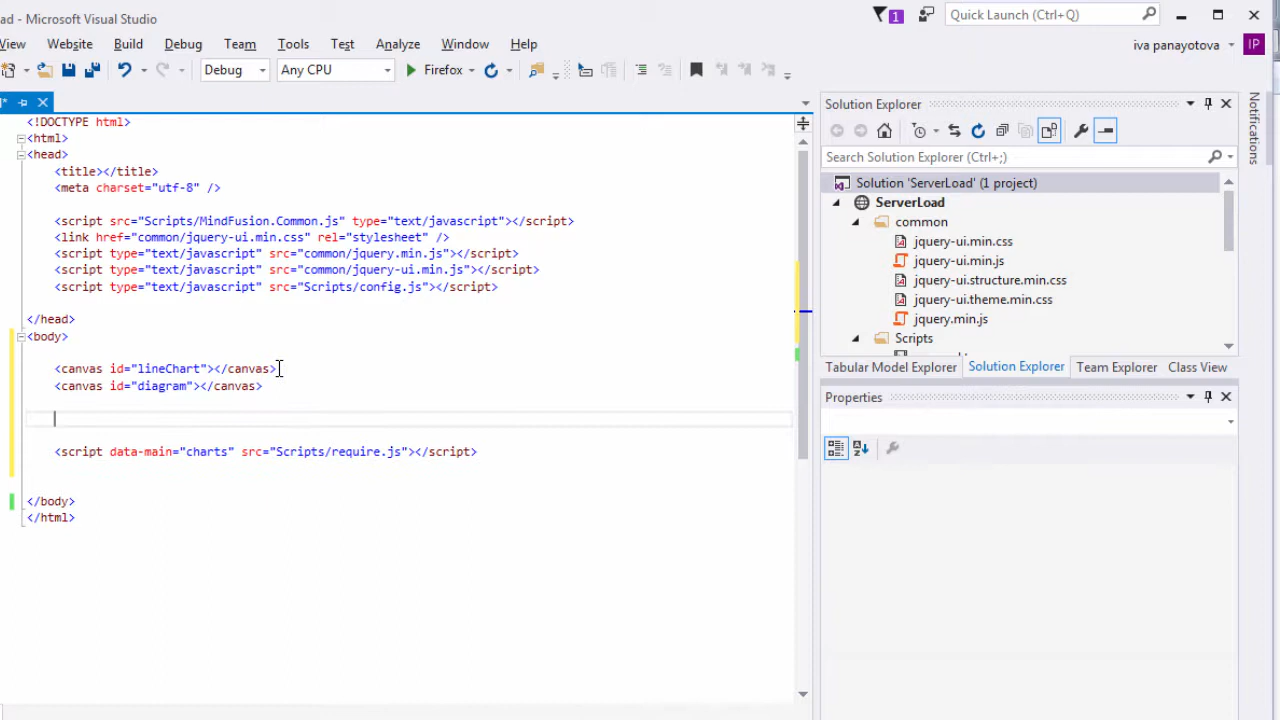 ad - Microsoft Visual Studio
1
Quick Launch (Ctrl+Q)
View Website Build Debug Team Tools Test Analyze Window Help
iva panayotova IP
Debug Any CPU Firefox
Solution Explorer
Notifications
<!DOCTYPE html>
<html>
<head>
<title></title>
<meta charset="utf-8" />
<script src="Scripts/MindFusion.Common.js" type="text/javascript"></script>
<link href="common/jquery-ui.min.css" rel="stylesheet" />
<script type="text/javascript" src="common/jquery.min.js"></script>
<script type="text/javascript" src="common/jquery-ui.min.js"></script>
<script type="text/javascript" src="Scripts/config.js"></script>
</head>
<body>
<canvas id="lineChart"></canvas>
<canvas id="diagram"></canvas>
<script data-main="charts" src="Scripts/require.js"></script>
</body>
</html>
Search Solution Explorer (Ctrl+;)
Solution 'ServerLoad' (1 project)
ServerLoad
common
jquery-ui.min.css
jquery-ui.min.js
jquery-ui.structure.min.css
jquery-ui.theme.min.css
jquery.min.js
Scripts
Tabular Model Explorer Solution Explorer Team Explorer Class View
Properties